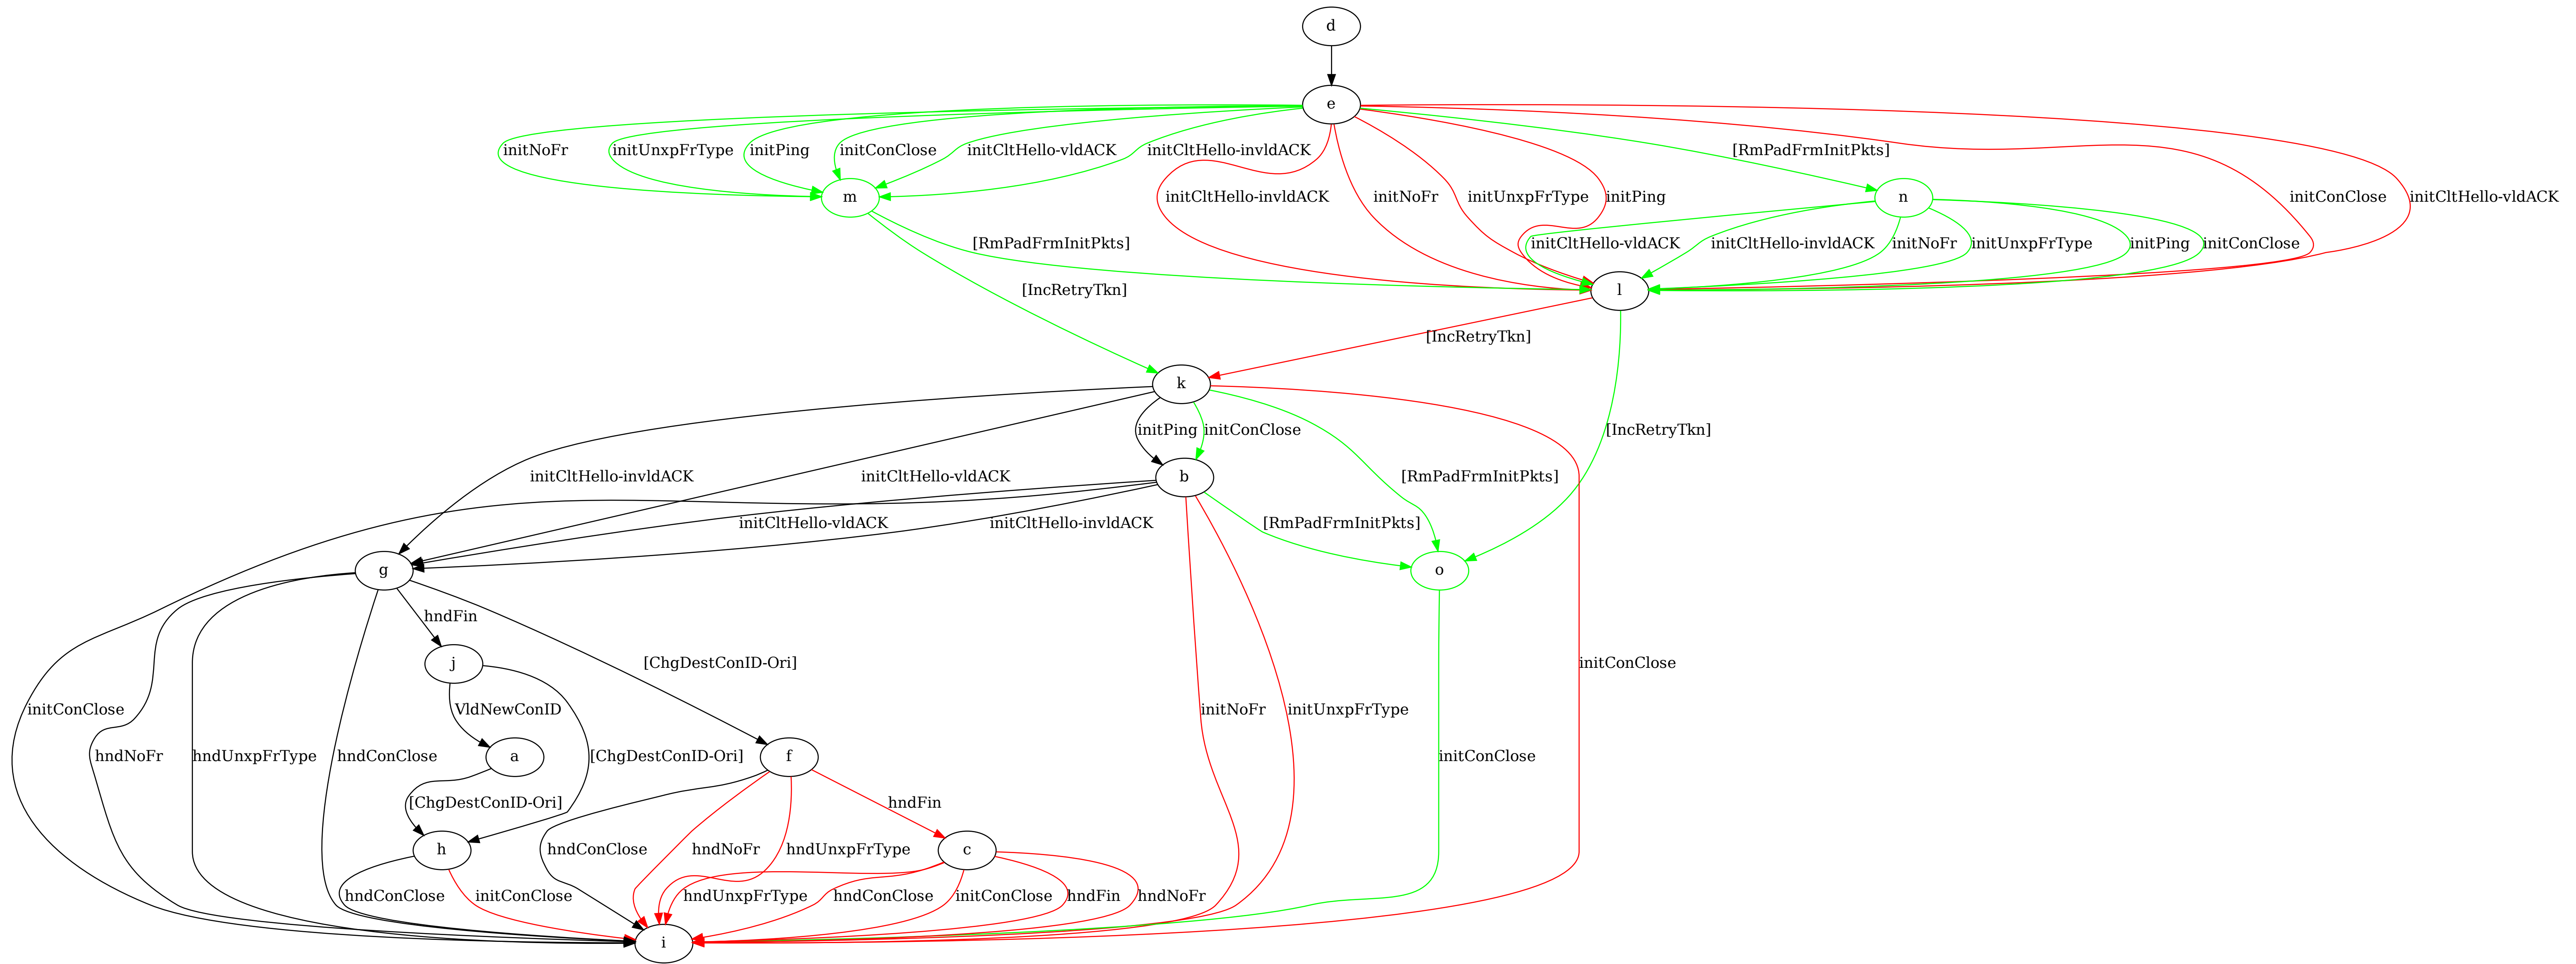 d
e
initNoFr
initUnxpFrType
initPing
initConClose
initCltHello-vldACK
initCltHello-invldACK
[RmPadFrmInitPkts]
m
initCltHello-invldACK
initNoFr
initUnxpFrType
initPing
n
initConClose
initCltHello-vldACK
[RmPadFrmInitPkts]
initCltHello-vldACK
initCltHello-invldACK
initNoFr
initUnxpFrType
initPing
initConClose
[IncRetryTkn]
l
[IncRetryTkn]
k
initPing
initConClose
[IncRetryTkn]
initCltHello-invldACK
initCltHello-vldACK
b
[RmPadFrmInitPkts]
initCltHello-vldACK
initCltHello-invldACK
[RmPadFrmInitPkts]
g
o
hndFin
j
[ChgDestConID-Ori]
initConClose
initConClose
VldNewConID
initNoFr
initUnxpFrType
hndNoFr
hndUnxpFrType
hndConClose
a
[ChgDestConID-Ori]
f
initConClose
[ChgDestConID-Ori]
hndFin
h
hndConClose
hndNoFr
hndUnxpFrType
c
hndConClose
initConClose
hndUnxpFrType
hndConClose
initConClose
hndFin
hndNoFr
i